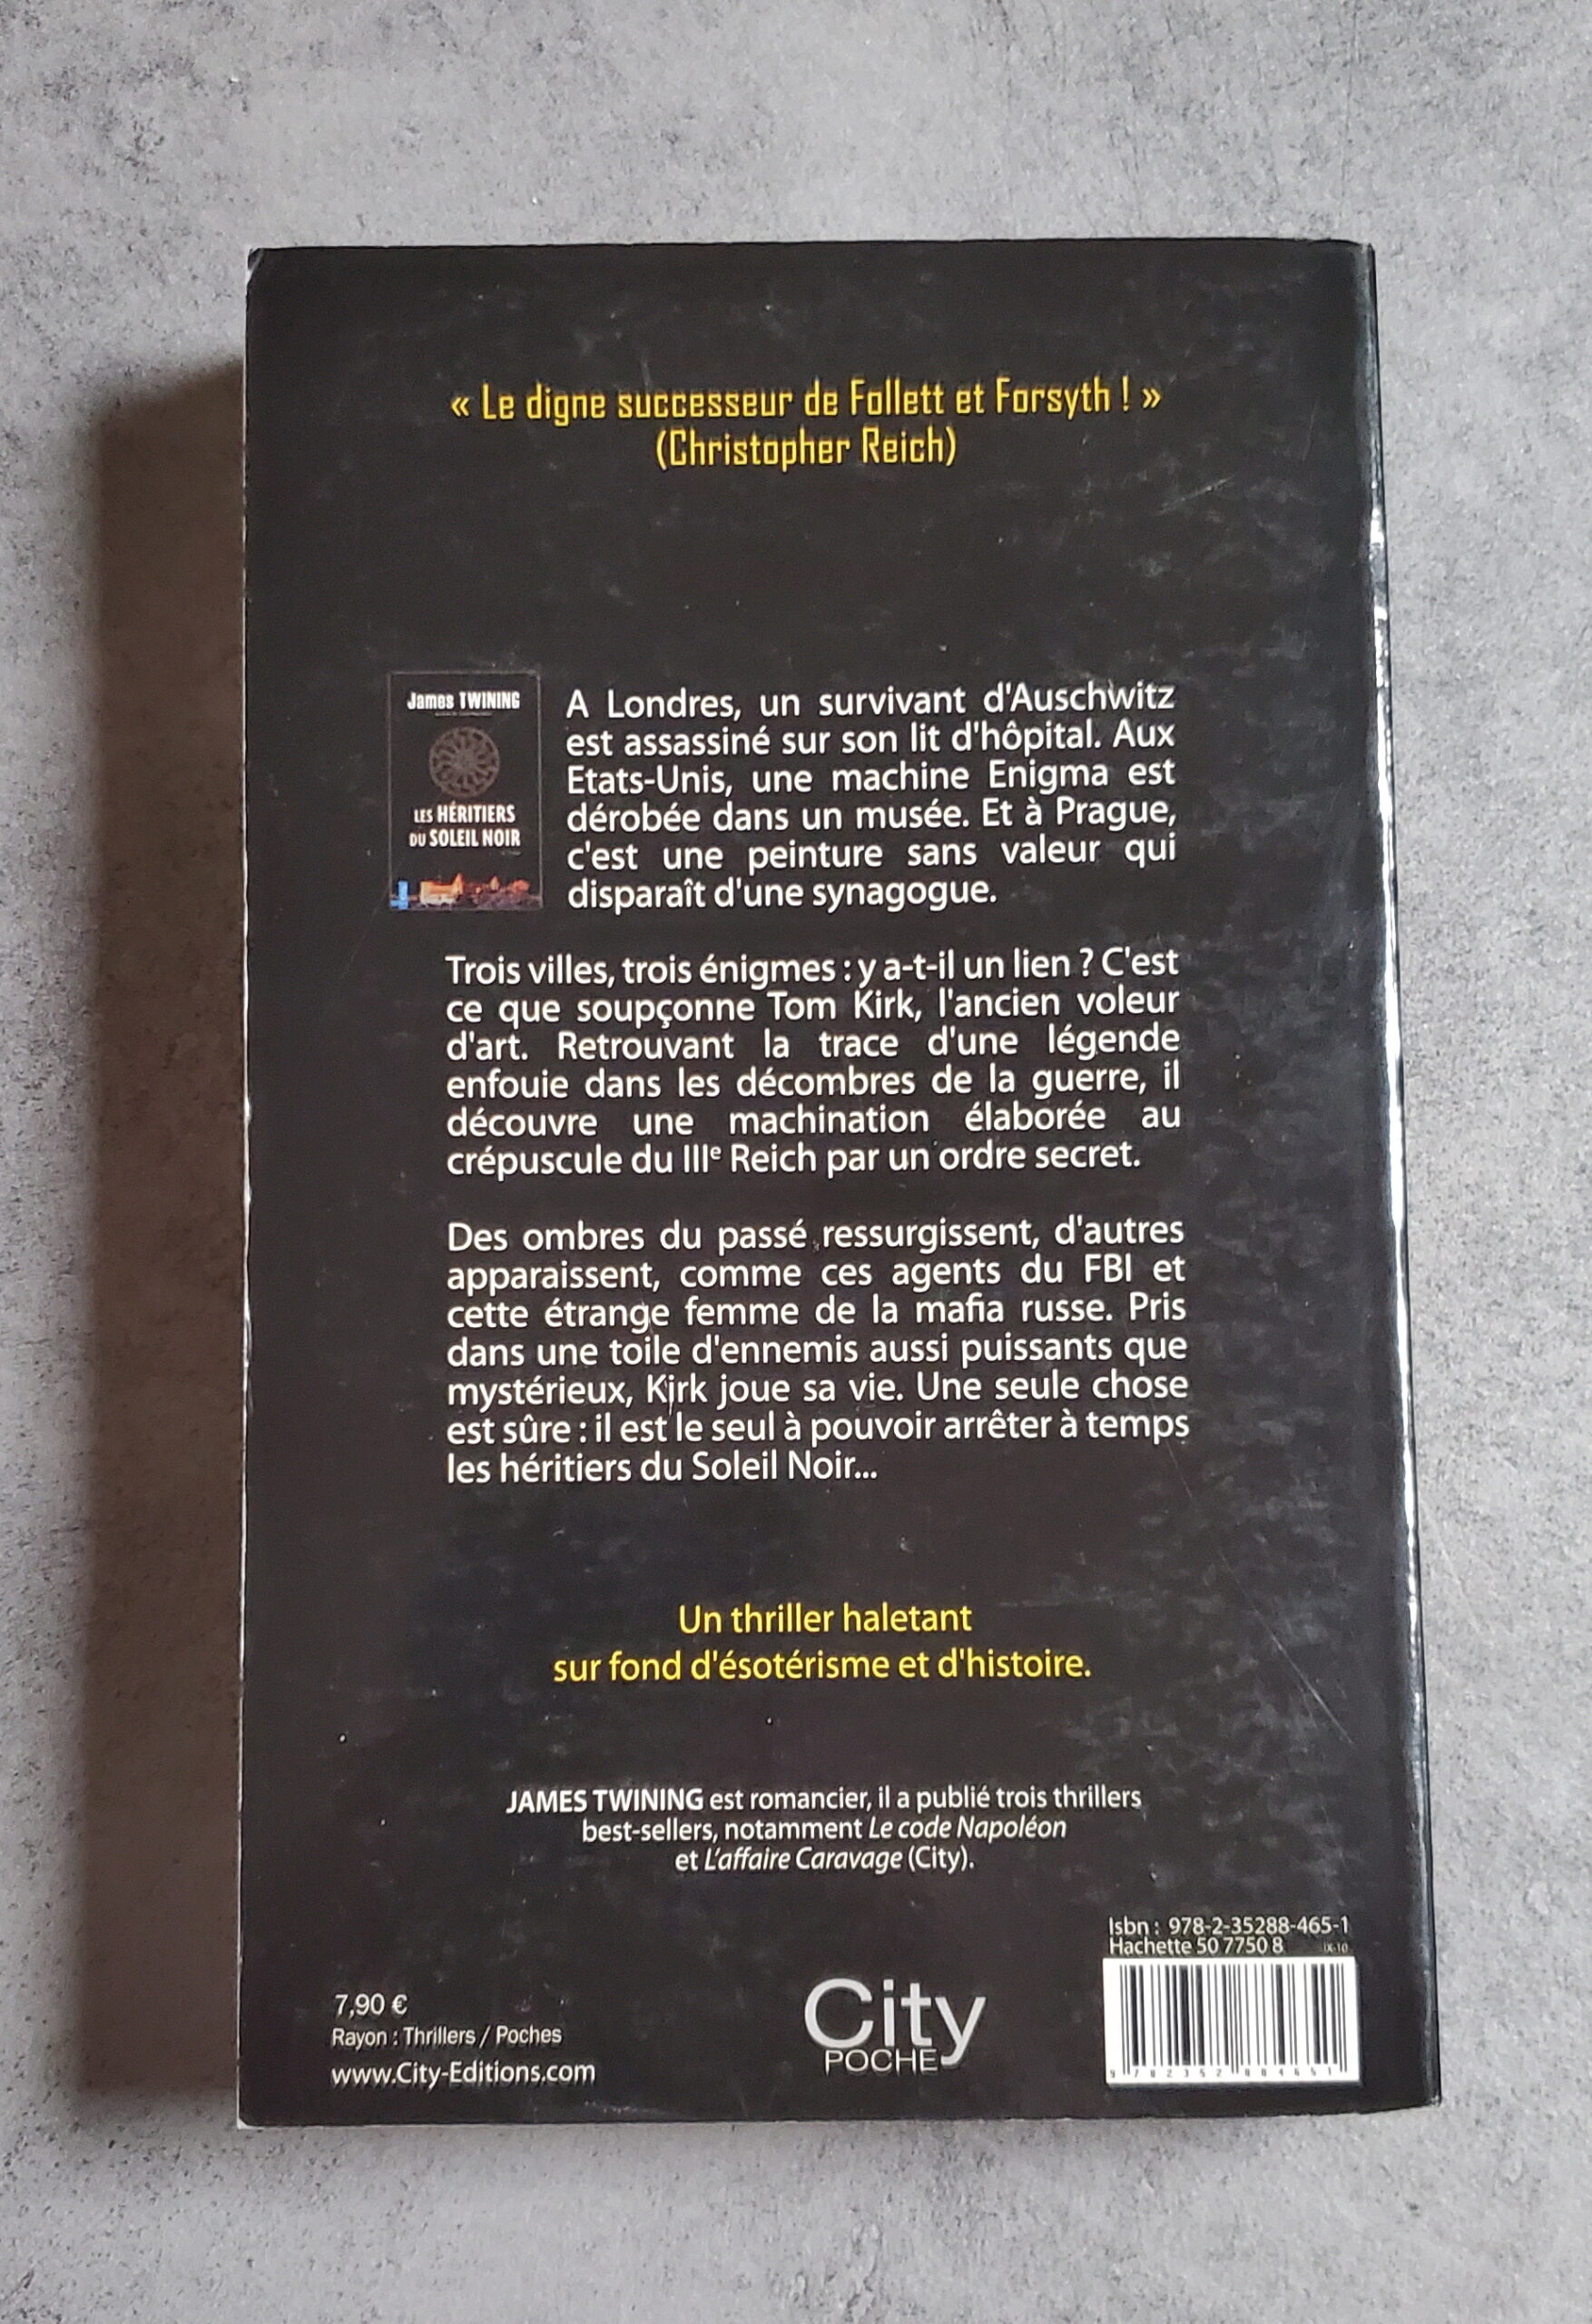 « Le digne successeur de Follett et Forsyth ! »
(Christopher Reich)
James TWINING
LES HÉRITIERS
DU SOLEIL NOIR
A Londres, un survivant d'Auschwitz
est assassiné sur son lit d'hôpital. Aux
Etats-Unis, une machine Enigma est
dérobée dans un musée. Et à Prague,
c'est une peinture sans valeur qui
disparaît d'une synagogue.
Trois villes, trois énigmes : y a-t-il un lien ? C'est
ce que soupçonne Tom Kirk, l'ancien voleur
d'art. Retrouvant la trace d'une légende
enfouie dans les décombres de la guerre, il
découvre une machination élaborée au
crépuscule du IIIe Reich par un ordre secret.
Des ombres du passé ressurgissent, d'autres
apparaissent, comme ces agents du FBI et
cette étrange femme de la mafia russe. Pris
dans une toile d'ennemis aussi puissants que
mystérieux, Kirk joue sa vie. Une seule chose
est sûre : il est le seul à pouvoir arrêter à temps
les héritiers du Soleil Noir...
Un thriller haletant
sur fond d'ésotérisme et d'histoire.
JAMES TWINING est romancier, il a publié trois thrillers
best-sellers, notamment Le code Napoléon
et L'affaire Caravage (City).
Isbn : 978-2-35288-465-1
Hachette 50 7750 8
IX-10
7,90 €
Rayon : Thrillers / Poches
www.City-Editions.com
City
POCHE
9 782352 884651